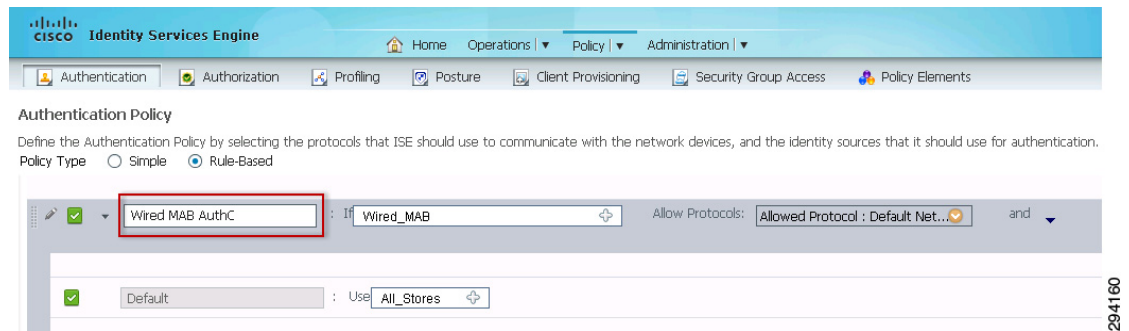 cisco Identity Services Engine
Home Operations Policy Administration
Authentication Authorization Profiling Posture Client Provisioning Security Group Access Policy Elements
Authentication Policy
Define the Authentication Policy by selecting the protocols that ISE should use to communicate with the network devices, and the identity sources that it should use for authentication.
Policy Type Simple Rule-Based
Wired MAB AuthC : If Wired_MAB Allow Protocols: Allowed Protocol : Default Net... and
Default : Use All_Stores
294160